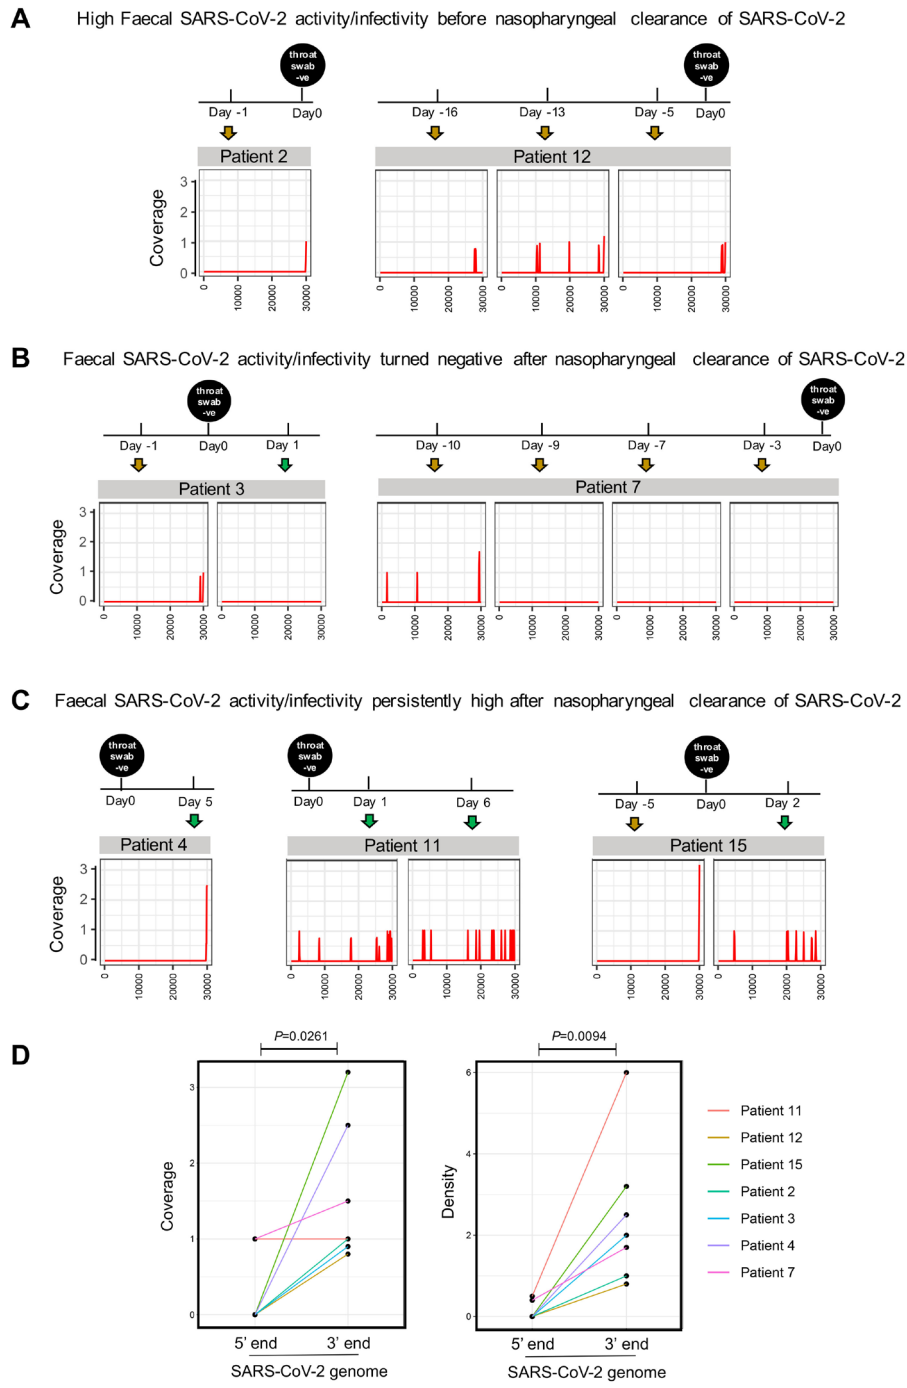 A
High Faecal SARS-CoV-2 activity/infectivity before nasopharyngeal clearance of SARS-CoV-2
throat swab -ve
throat swab -ve
Day -1
Day0
Day -16
Day -13
Day -5
Day0
Patient 2
Patient 12
Coverage
3
2
1
0
0 10000 20000 30000
0 10000 20000 30000
0 10000 20000 30000
0 10000 20000 30000
B
Faecal SARS-CoV-2 activity/infectivity turned negative after nasopharyngeal clearance of SARS-CoV-2
throat swab -ve
throat swab -ve
Day -1
Day0
Day 1
Day -10
Day -9
Day -7
Day -3
Day0
Patient 3
Patient 7
Coverage
3
2
1
0
0 10000 20000 30000
0 10000 20000 30000
0 10000 20000 30000
0 10000 20000 30000
0 10000 20000 30000
0 10000 20000 30000
C
Faecal SARS-CoV-2 activity/infectivity persistently high after nasopharyngeal clearance of SARS-CoV-2
throat swab -ve
throat swab -ve
throat swab -ve
Day0
Day 5
Day0
Day 1
Day 6
Day -5
Day0
Day 2
Patient 4
Patient 11
Patient 15
Coverage
3
2
1
0
0 10000 20000 30000
0 10000 20000 30000
0 10000 20000 30000
0 10000 20000 30000
0 10000 20000 30000
D
P=0.0261
Coverage
3
2
1
0
5' end
3' end
SARS-CoV-2 genome
P=0.0094
Density
6
4
2
0
5' end
3' end
SARS-CoV-2 genome
Patient 11
Patient 12
Patient 15
Patient 2
Patient 3
Patient 4
Patient 7